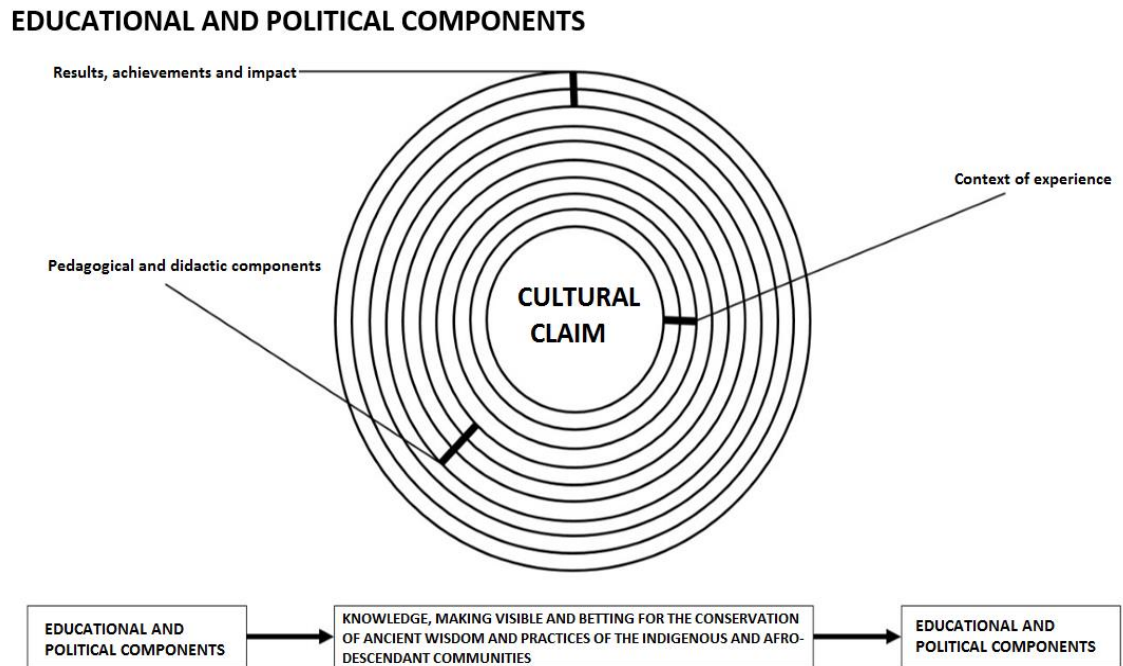 EDUCATIONAL AND POLITICAL COMPONENTS
Results, achievements and impact
Context of experience
Pedagogical and didactic components
CULTURAL
CLAIM
EDUCATIONAL AND
POLITICAL COMPONENTS
KNOWLEDGE, MAKING VISIBLE AND BETTING FOR THE CONSERVATION
OF ANCIENT WISDOM AND PRACTICES OF THE INDIGENOUS AND AFRO-
DESCENDANT COMMUNITIES
EDUCATIONAL AND
POLITICAL COMPONENTS